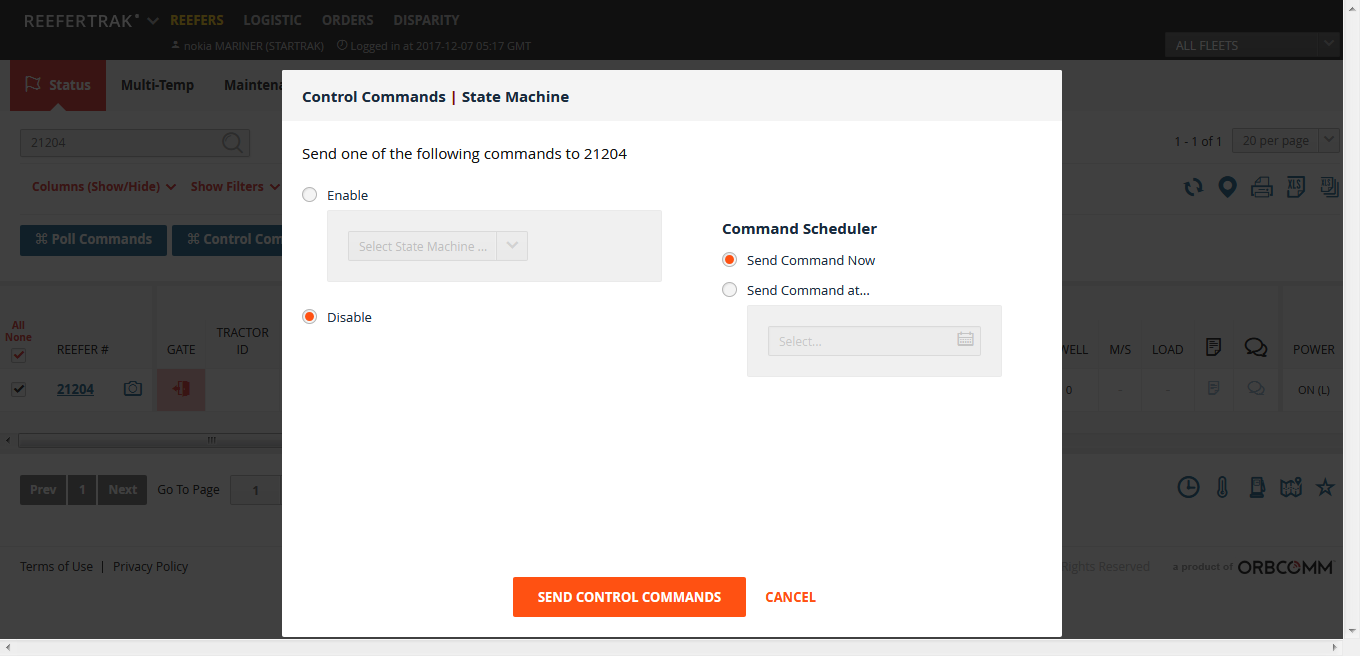 REEFERTRAK REEFERS LOGISTIC ORDERS DISPARITY
nokia MARINER (STARTRAK) Logged in at 2017-12-07 05:17 GMT
ALL FLEETS
Status Multi-Temp
Control Commands | State Machine
21204
1 - 1 of 1 20 per page
Send one of the following commands to 21204
Columns (Show/Hide) Show Filters
XLS XLS
Enable
Select State Machine ...
⌘ Poll Commands ⌘ Control Com
Disable
Command Scheduler
Send Command Now
Send Command at...
Select...
All
None
REEFER # GATE TRACTOR
ID
WELL M/S LOAD POWER
21204
0 - - ON (L)
Prev 1 Next Go To Page 1
Terms of Use | Privacy Policy
Rights Reserved a product of ORBCOMM
SEND CONTROL COMMANDS CANCEL